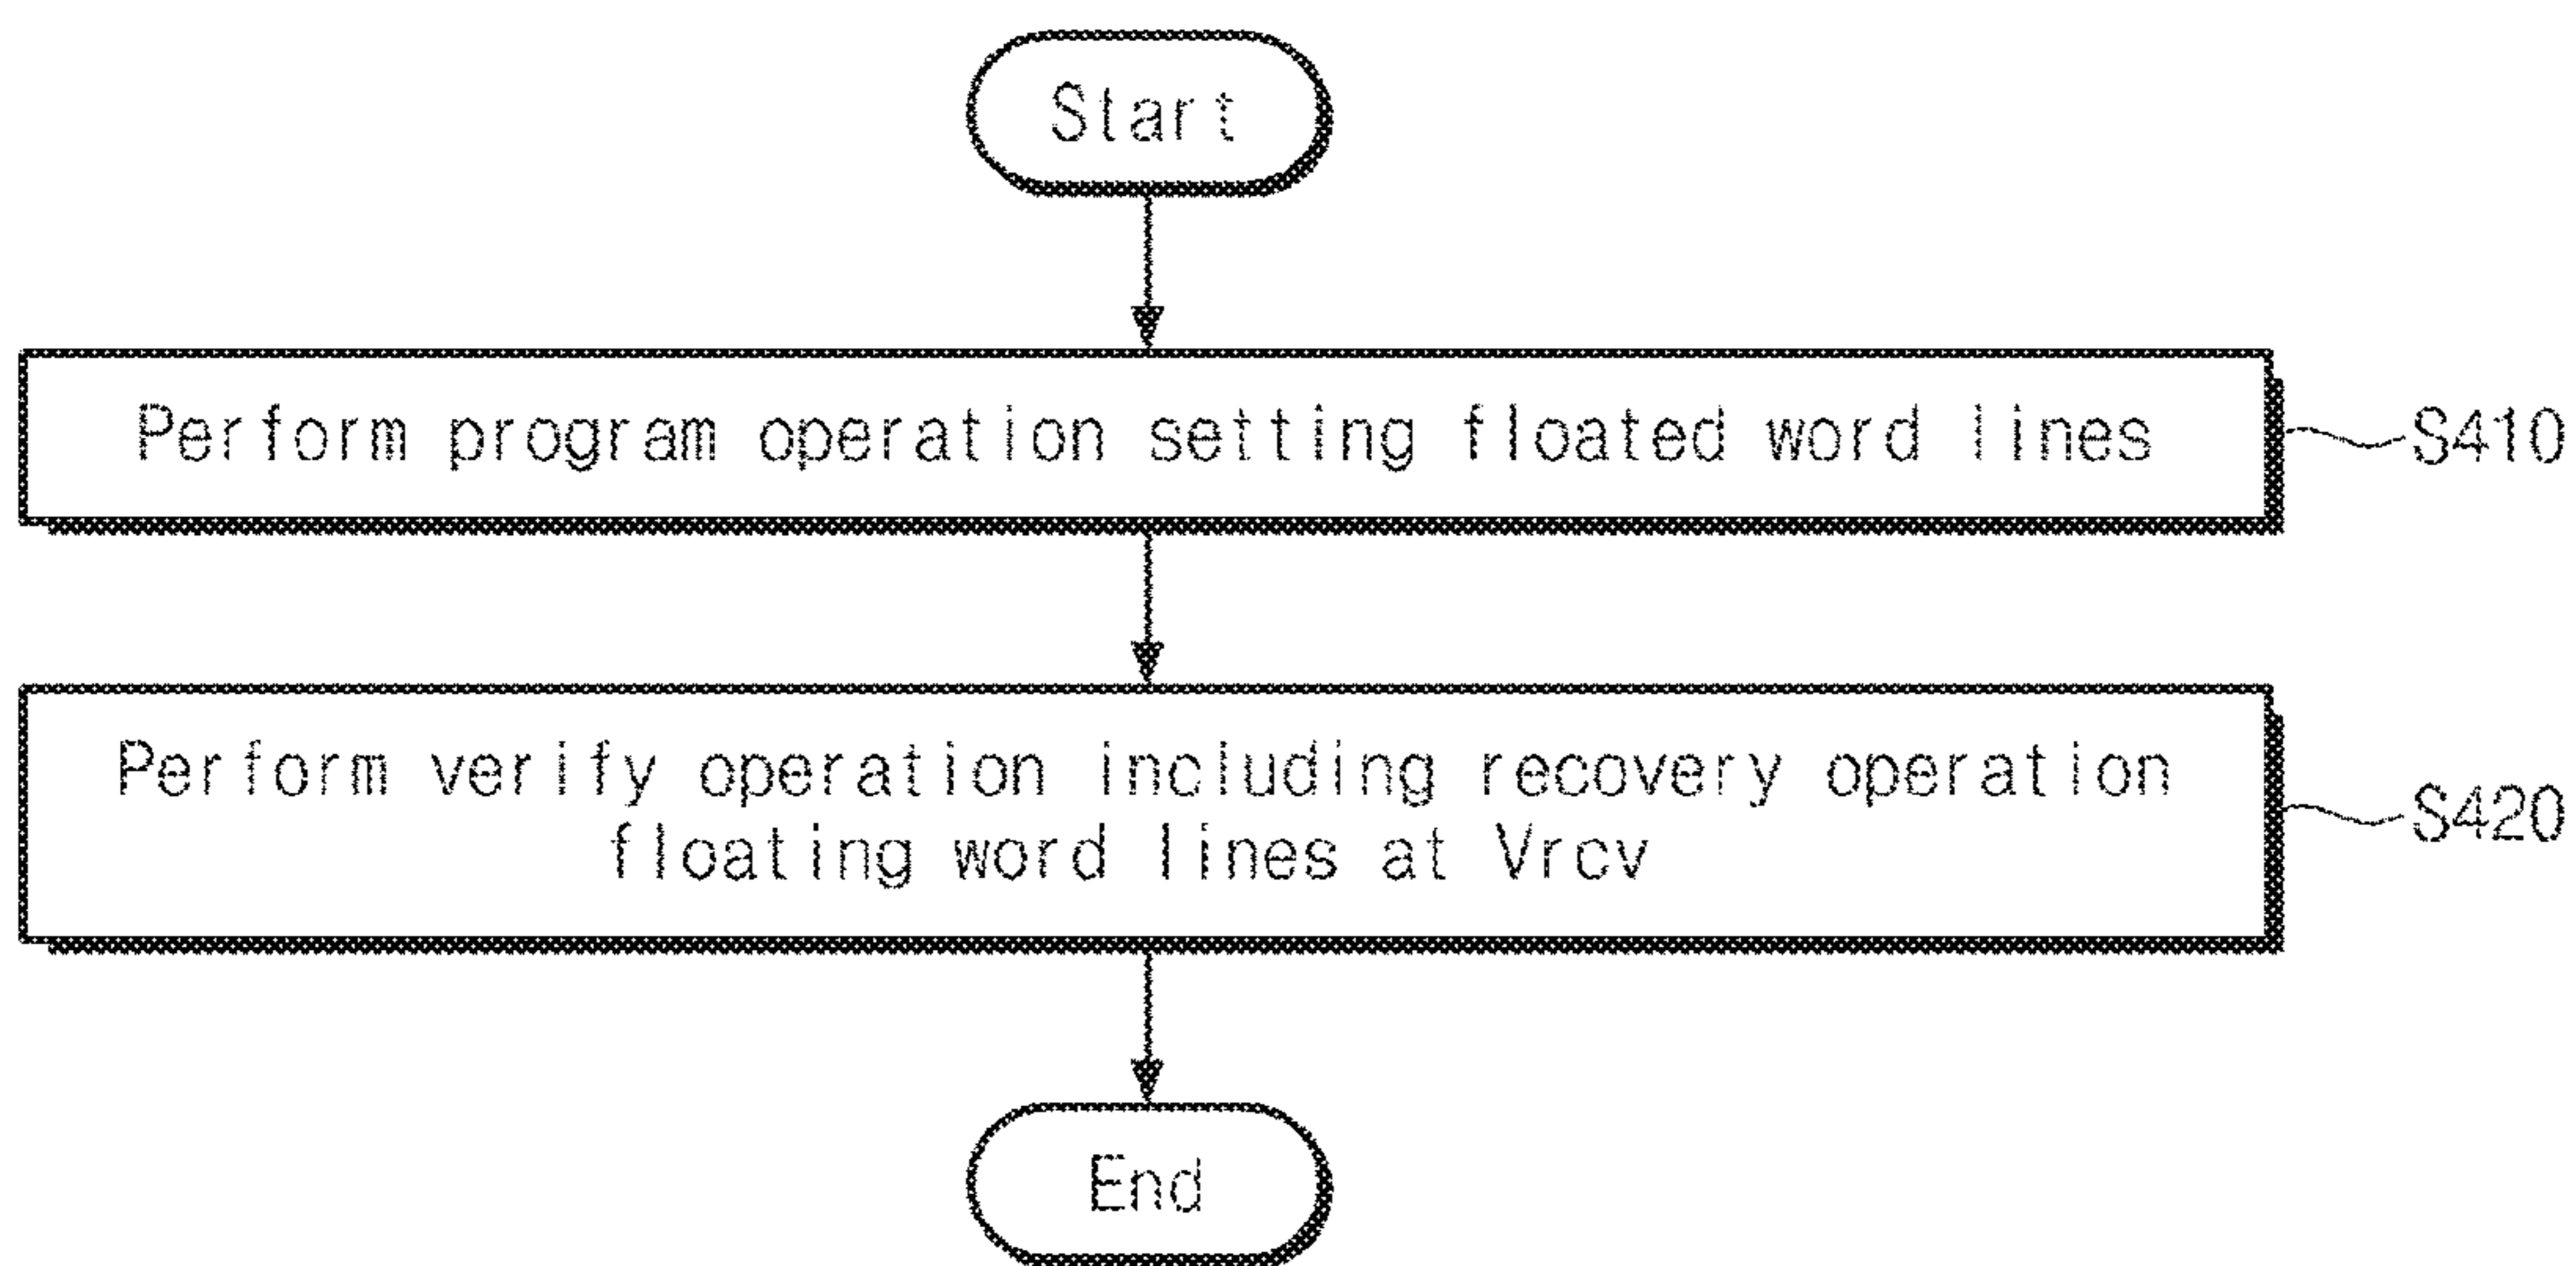 Start
Perform program operation setting floated word lines
S410
Perform verify operation including recovery operation
floating word lines at Vrcv
S420
End